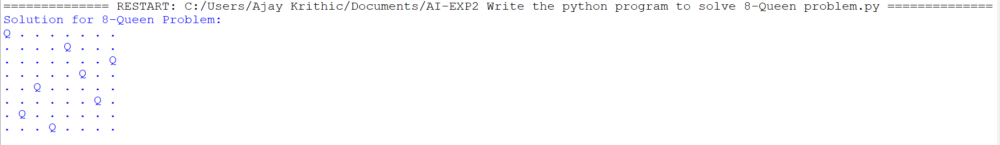 ============== RESTART: C:/Users/Ajay Krithic/Documents/AI-EXP2 Write the python program to solve 8-Queen problem.py ==============
Solution for 8-Queen Problem:
Q . . . . . . .
. . . . Q . . .
. . . . . . . Q
. . . . . Q . .
. . Q . . . . .
. . . . . . Q .
. Q . . . . . .
. . . Q . . . .